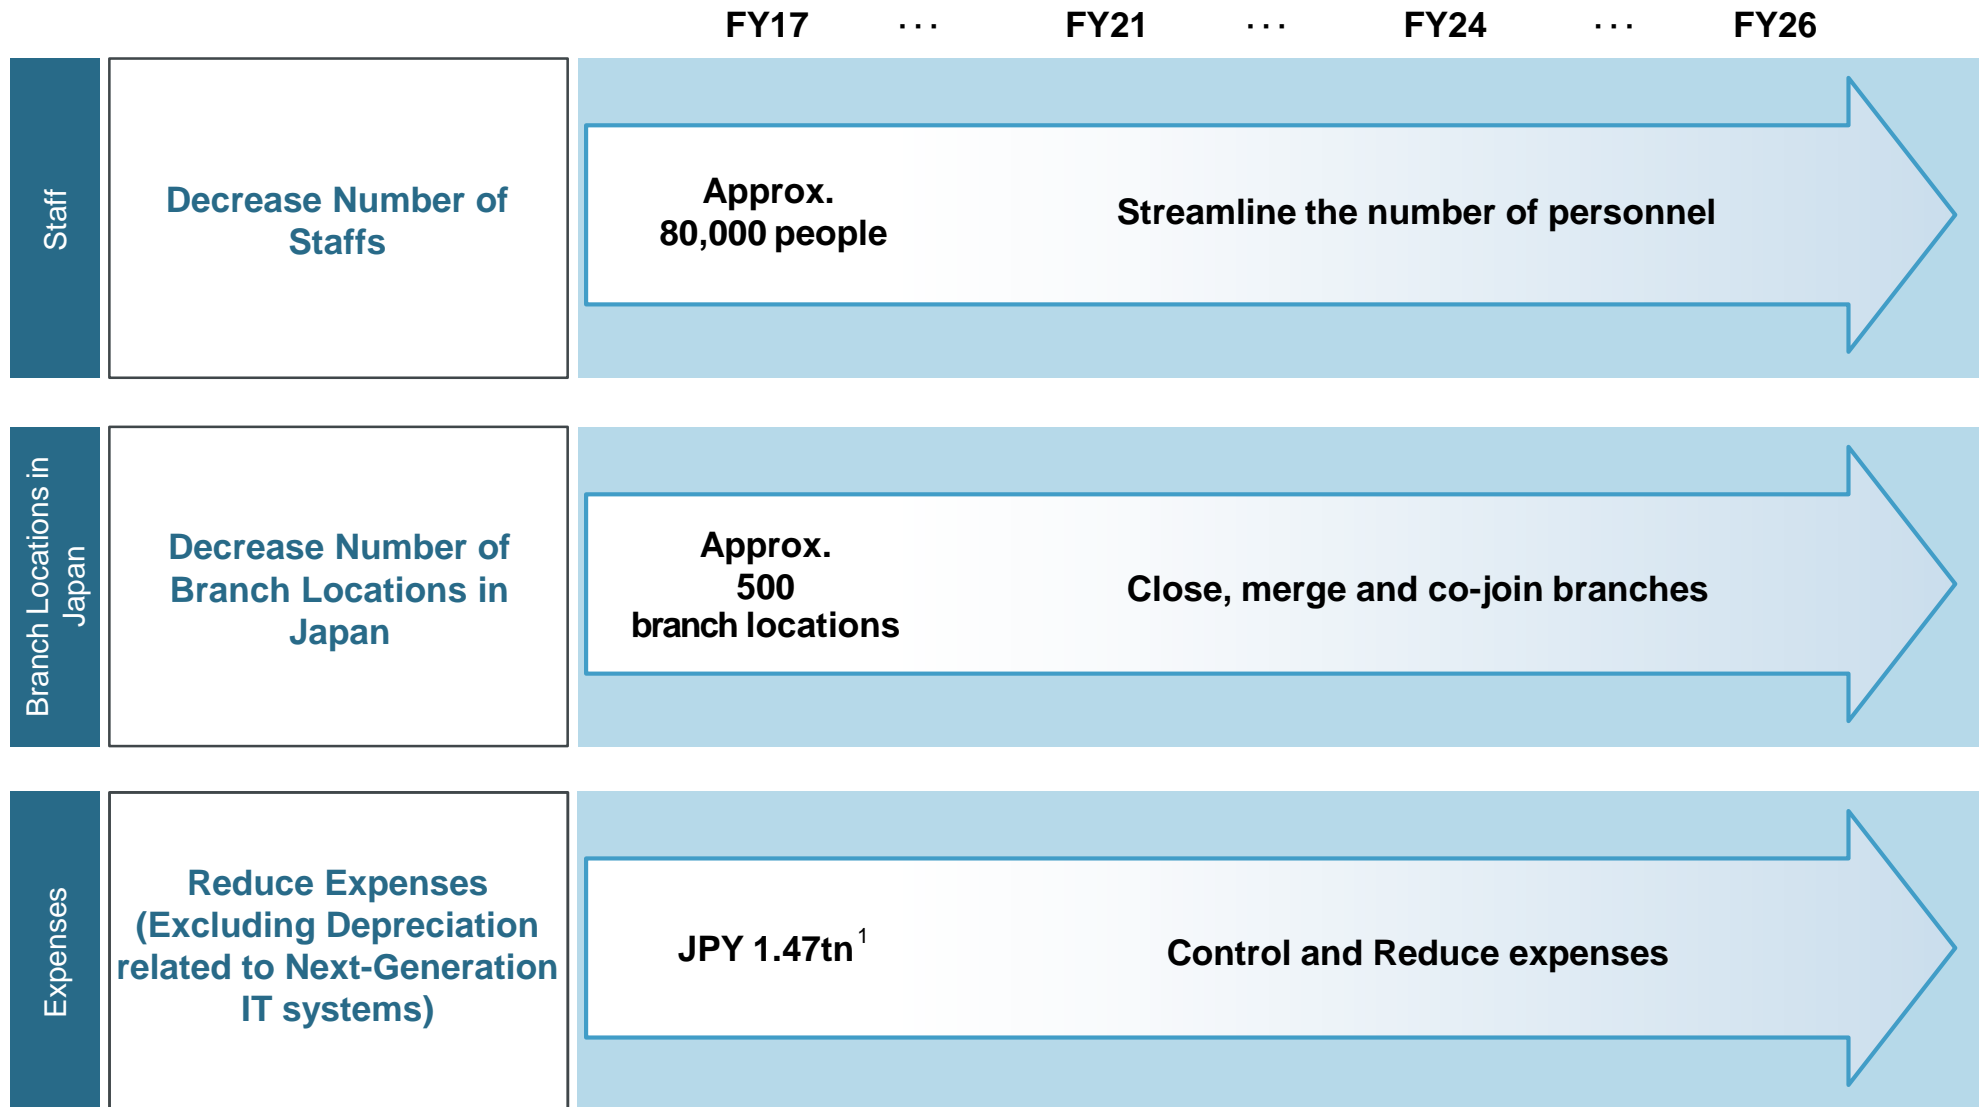 FY17 ... FY21 ... FY24 ... FY26
Staff
Decrease Number of
Staffs
Approx.
80,000 people
Streamline the number of personnel
Branch Locations in
Japan
Decrease Number of
Branch Locations in
Japan
Approx.
500
branch locations
Close, merge and co-join branches
Expenses
Reduce Expenses
(Excluding Depreciation
related to Next-Generation
IT systems)
JPY 1.47tn 1
Control and Reduce expenses